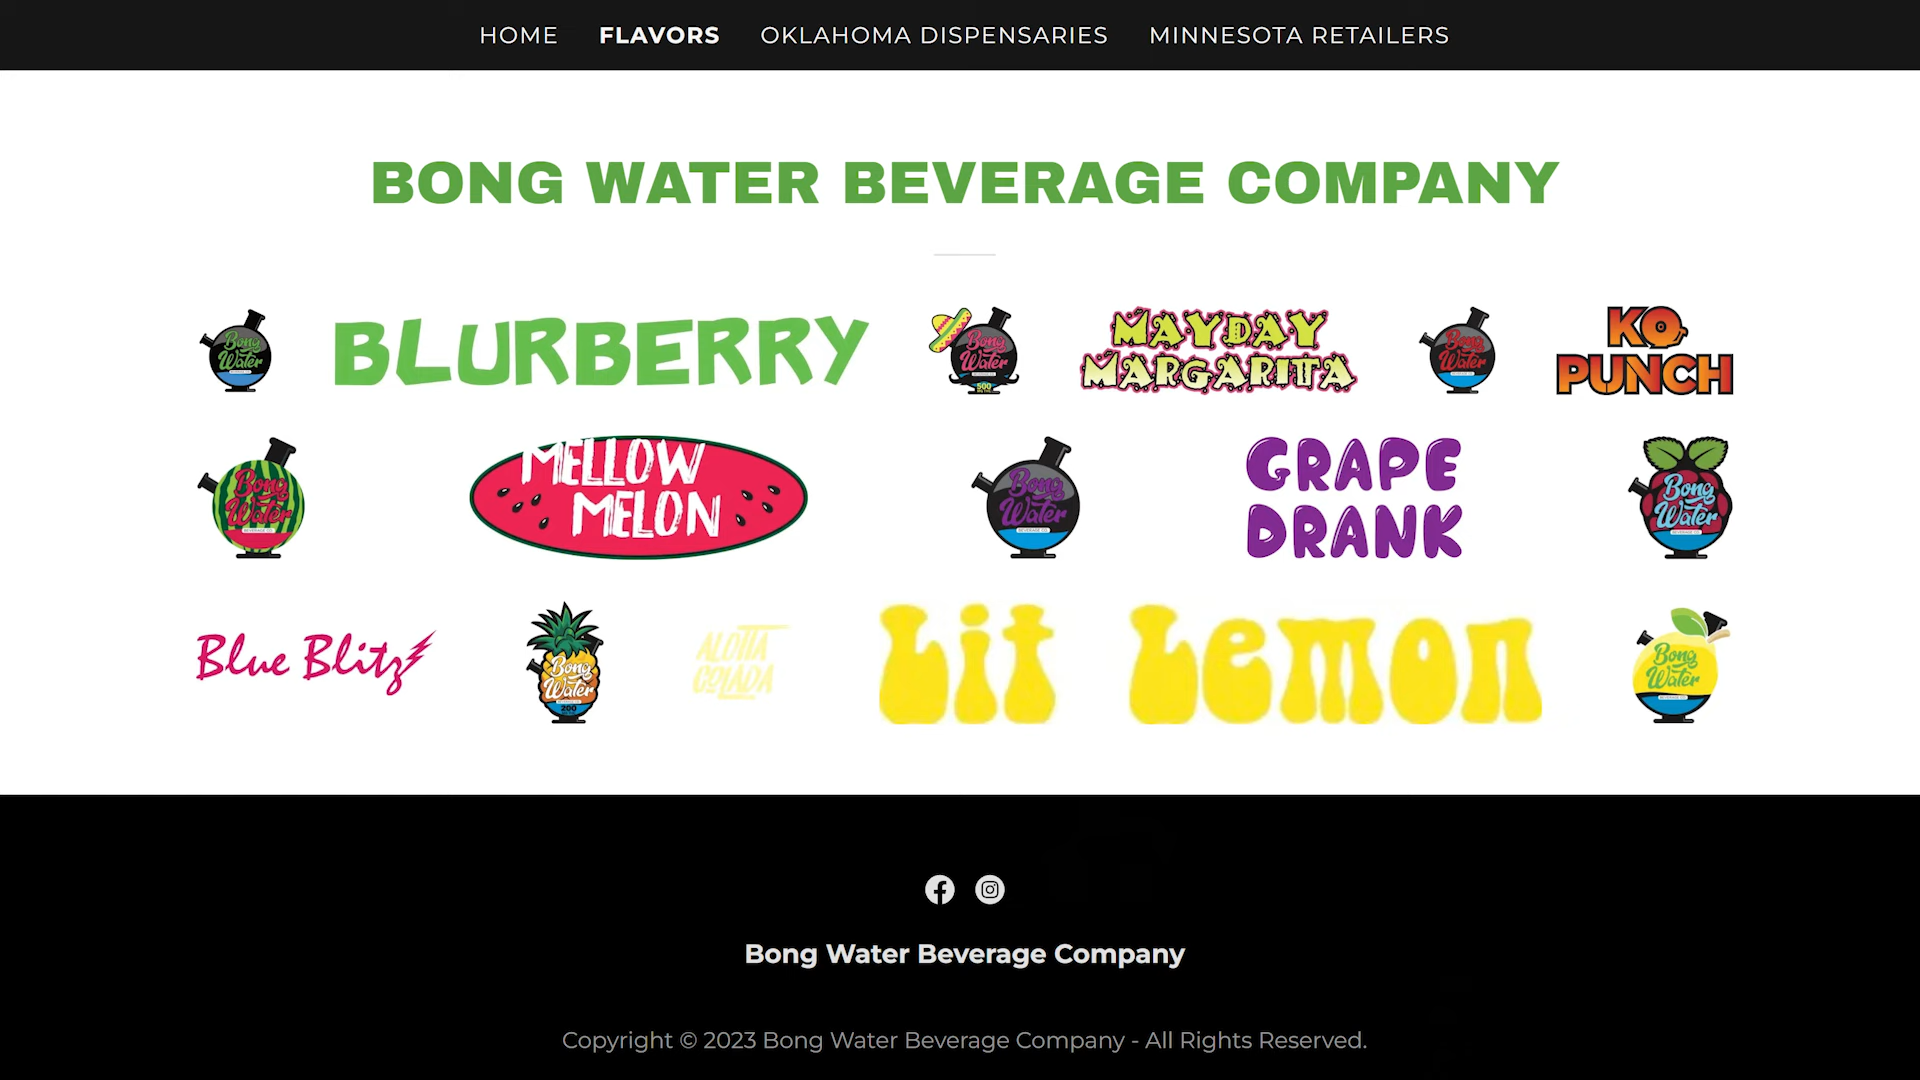 HOME FLAVORS OKLAHOMA DISPENSARIES MINNESOTA RETAILERS
BONG WATER BEVERAGE COMPANY
Bong
Water
BLURBERRY
Bong
Water
500
MAYDAY
MARGARITA
Bong
Water
KO
PUNCH
Bong
Water
MELLOW
MELON
Bong
Water
GRAPE
DRANK
Bong
Water
Blue Blitz
Bong
Water
200
ALOTTA
COLADA
Lit Lemon
Bong
Water
Bong Water Beverage Company
Copyright © 2023 Bong Water Beverage Company - All Rights Reserved.